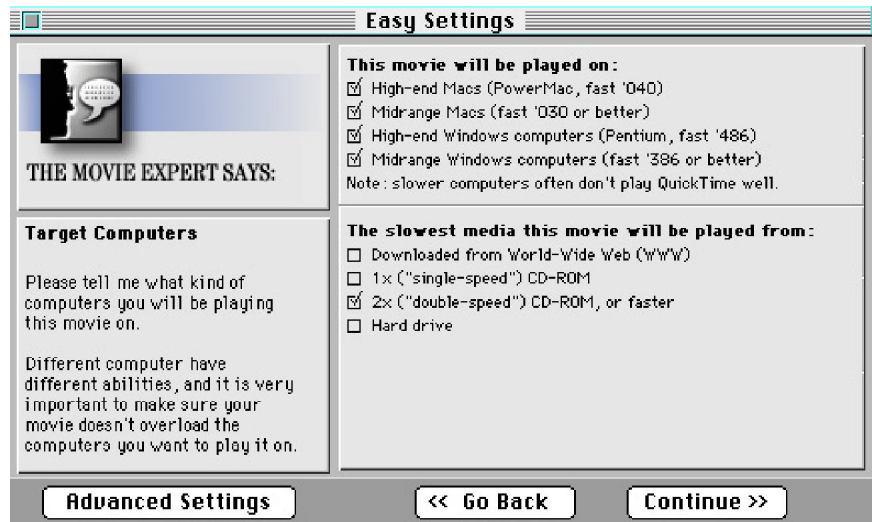 Easy Settings
THE MOVIE EXPERT SAYS:
Target Computers
Please tell me what kind of
computers you will be playing
this movie on.
Different computer have
different abilities, and it is very
important to make sure your
movie doesn't overload the
computers you want to play it on.
This movie will be played on:
High-end Macs (PowerMac, fast '040)
Midrange Macs (fast '030 or better)
High-end Windows computers (Pentium, fast '486)
Midrange Windows computers (fast '386 or better)
Note: slower computers often don't play QuickTime well.
The slowest media this movie will be played from:
Downloaded from World-Wide Web (WWW)
1x ("single-speed") CD-ROM
2x ("double-speed") CD-ROM, or faster
Hard drive
Advanced Settings
<< Go Back
Continue >>